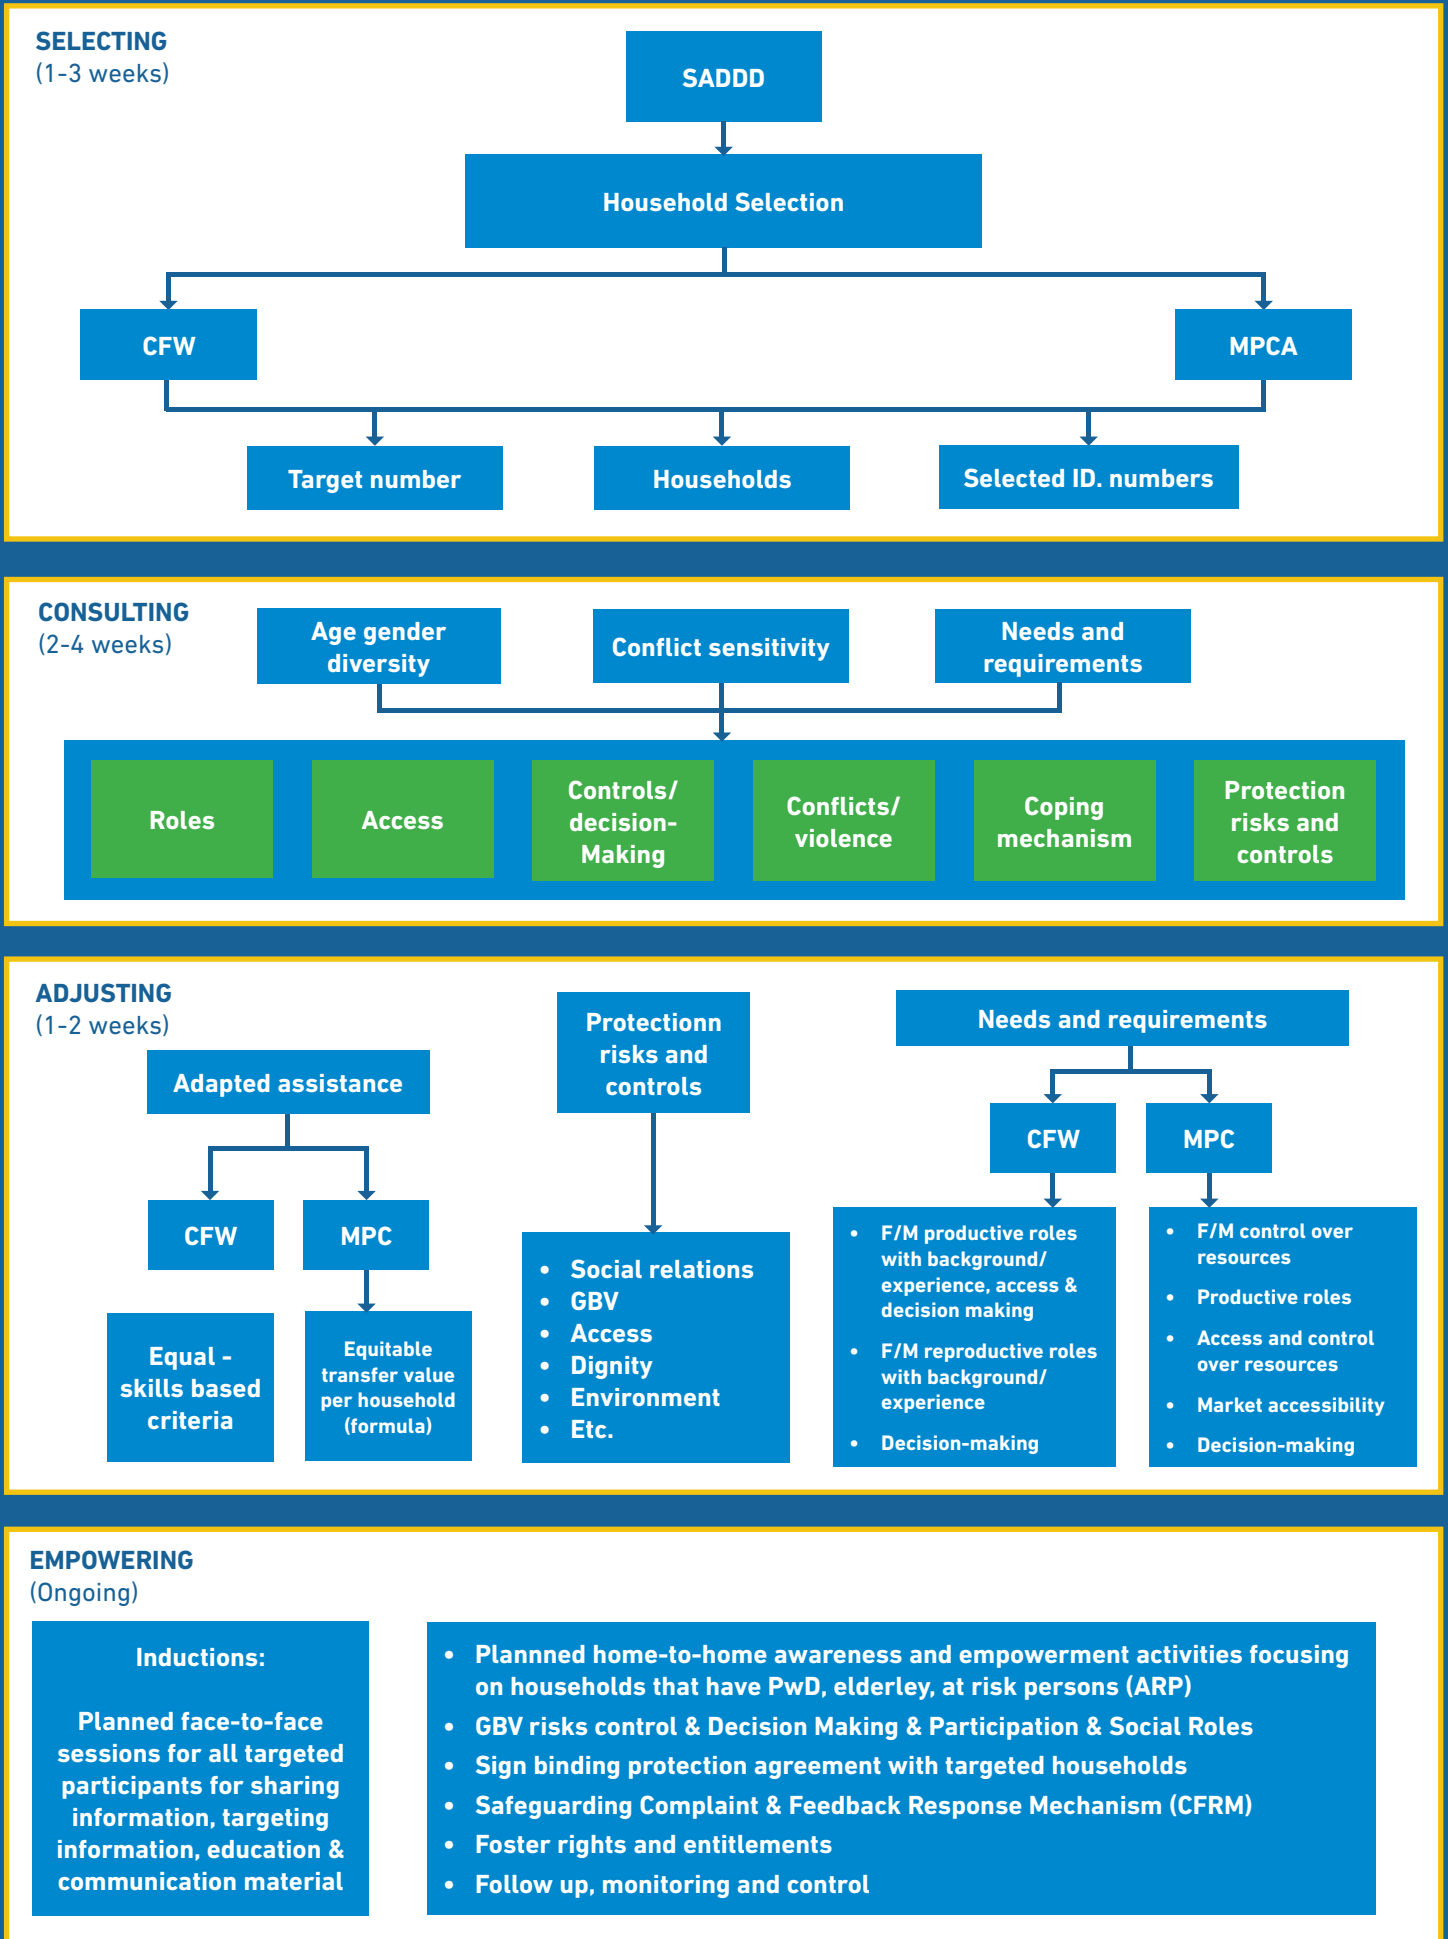 SELECTING
(1-3 weeks)
SADDD
Household Selection
CFW
MPCA
Target number
Households
Selected ID. numbers
CONSULTING
(2-4 weeks)
Age gender
diversity
Conflict sensitivity
Needs and
requirements
Roles
Access
Controls/
decision-
Making
Conflicts/
violence
Coping
mechanism
Protection
risks and
controls
ADJUSTING
(1-2 weeks)
Adapted assistance
CFW
MPC
Equal -
skills based
criteria
Equitable
transfer value
per household
(formula)
Protectionn
risks and
controls
• Social relations
• GBV
• Access
• Dignity
• Environment
• Etc.
Needs and requirements
CFW
MPC
• F/M productive roles
with background/
experience, access &
decision making
• F/M reproductive roles
with background/
experience
• Decision-making
• F/M control over
resources
• Productive roles
• Access and control
over resources
• Market accessibility
• Decision-making
EMPOWERING
(Ongoing)
Inductions:
Planned face-to-face
sessions for all targeted
participants for sharing
information, targeting
information, education &
communication material
• Plannned home-to-home awareness and empowerment activities focusing
on households that have PwD, elderley, at risk persons (ARP)
• GBV risks control & Decision Making & Participation & Social Roles
• Sign binding protection agreement with targeted households
• Safeguarding Complaint & Feedback Response Mechanism (CFRM)
• Foster rights and entitlements
• Follow up, monitoring and control